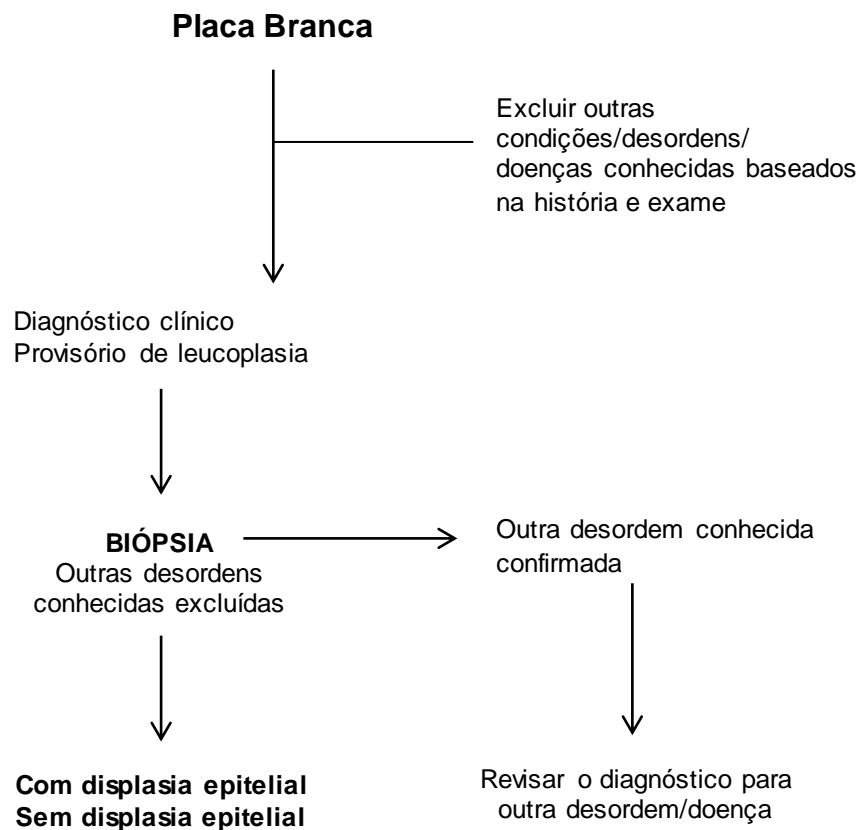 Placa Branca
Excluir outras
condições/desordens/
doenças conhecidas baseados
na história e exame
Diagnóstico clínico
Provisório de leucoplasia
BIÓPSIA
Outras desordens
conhecidas excluídas
Outra desordem conhecida
confirmada
Com displasia epitelial
Sem displasia epitelial
Revisar o diagnóstico para
outra desordem/doença